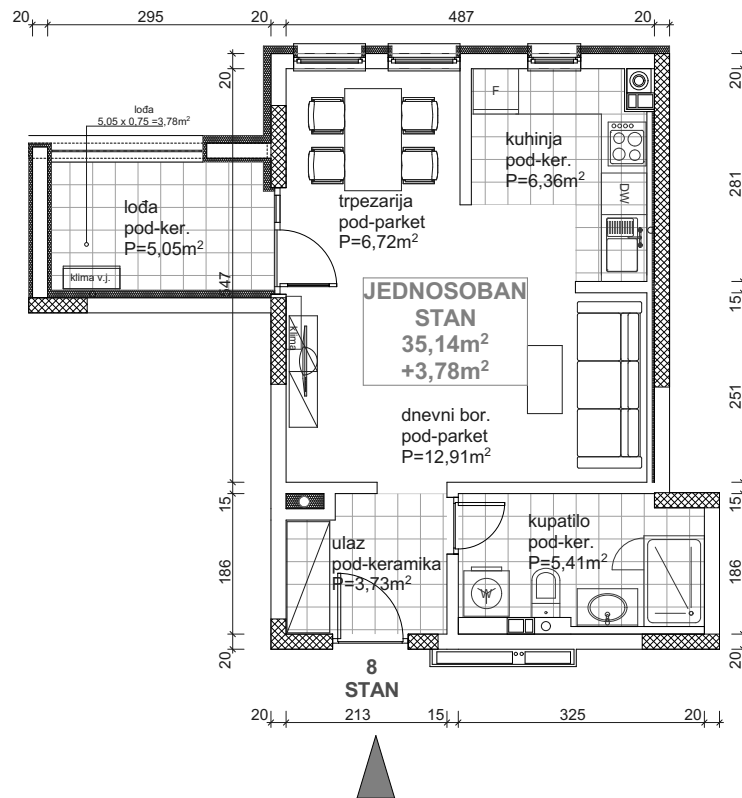 20 295 20 487 20
lođa
5,05 x 0,75 =3,78m²
20
20
F
kuhinja
pod-ker.
P=6,36m²
281
DW
trpezarija
pod-parket
P=6,72m²
lođa
pod-ker.
P=5,05m²
klima v.j.
47
15
JEDNOSOBAN
STAN
35,14m²
+3,78m²
klima
251
dnevni bor.
pod-parket
P=12,91m²
15
15
ulaz
pod-keramika
P=3,73m²
kupatilo
pod-ker.
P=5,41m²
W
186
186
20
20
8
STAN
20 213 15 325 20